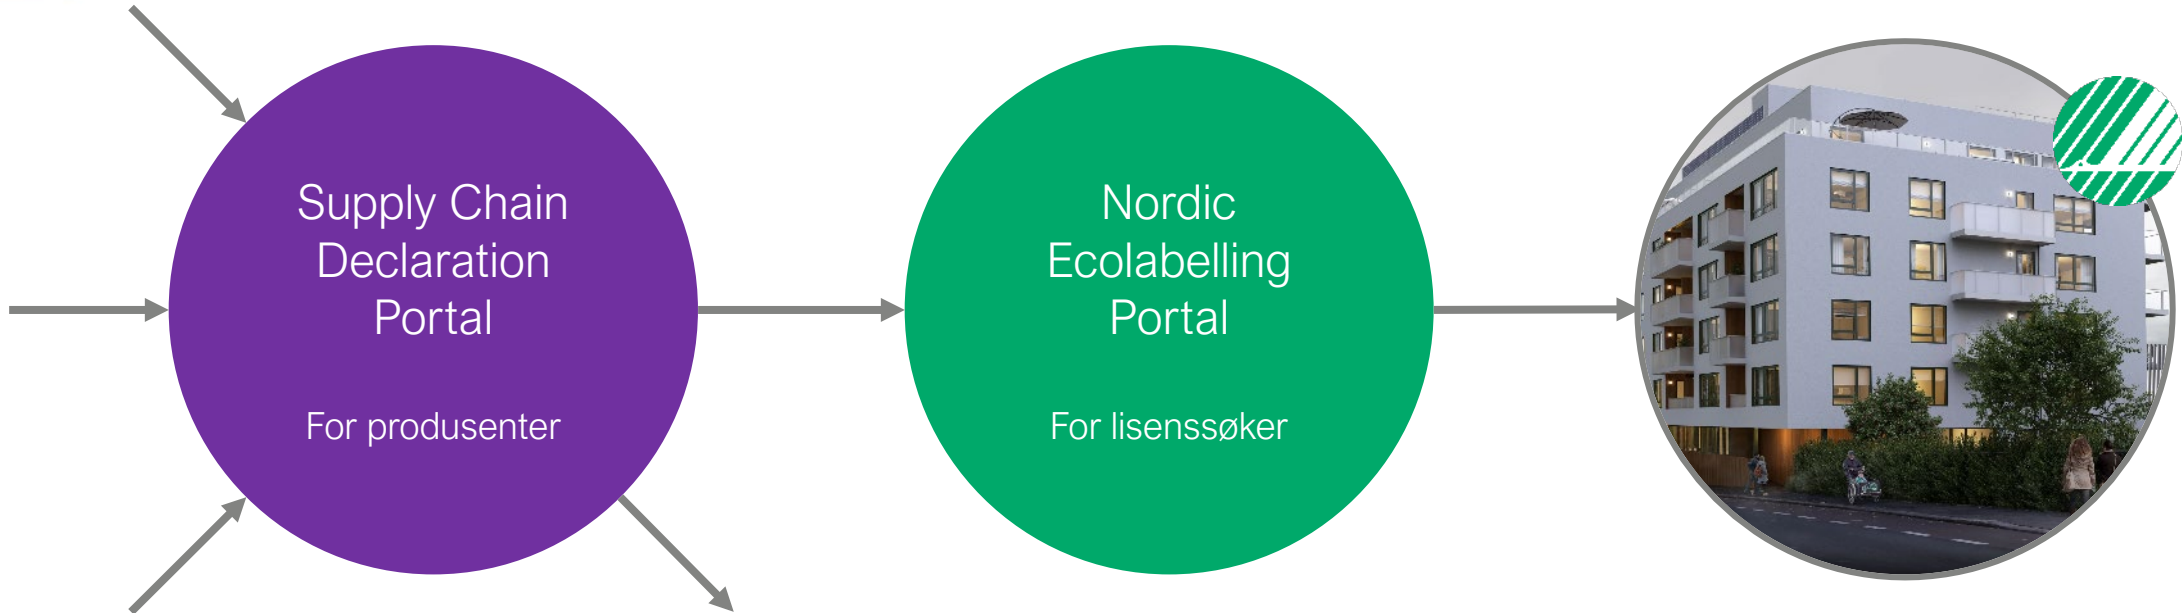 Supply Chain
Declaration
Portal
For produsenter
Nordic
Ecolabelling
Portal
For lisenssøker